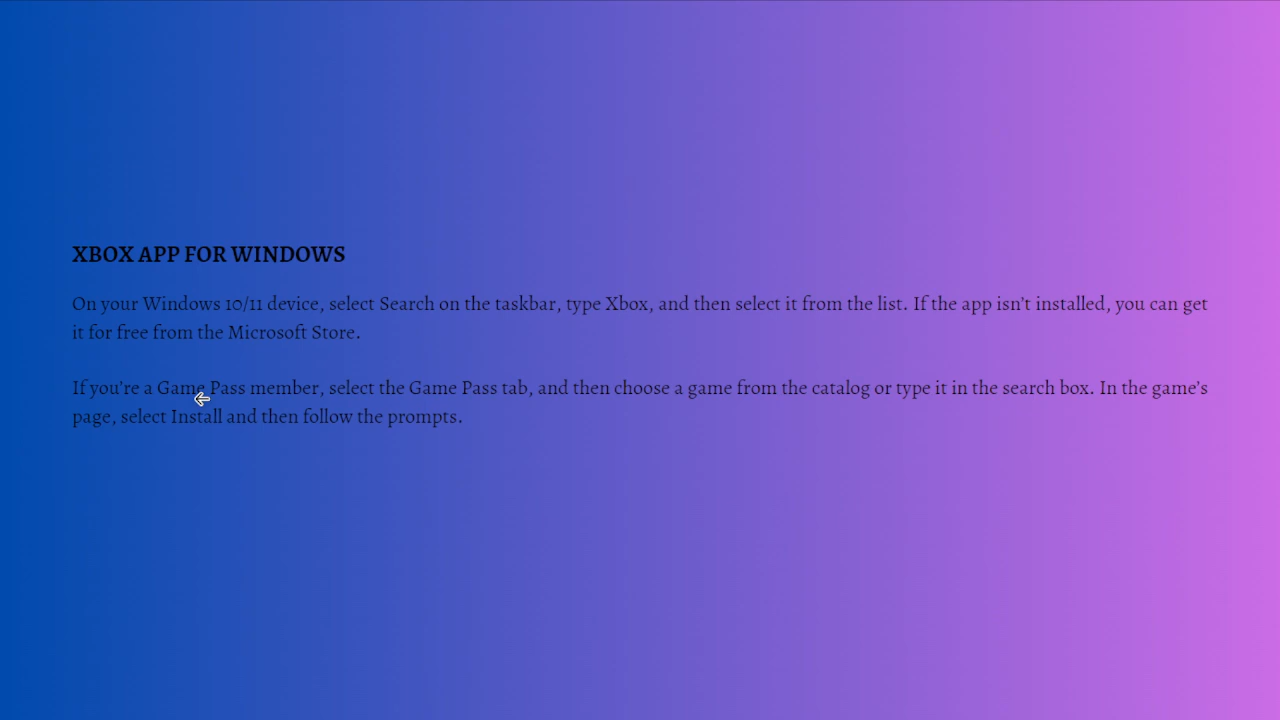 XBOX APP FOR WINDOWS
On your Windows 10/11 device, select Search on the taskbar, type Xbox, and then select it from the list. If the app isn't installed, you can get
it for free from the Microsoft Store.
If you're a Game Pass member, select the Game Pass tab, and then choose a game from the catalog or type it in the search box. In the game's
page, select Install and then follow the prompts.